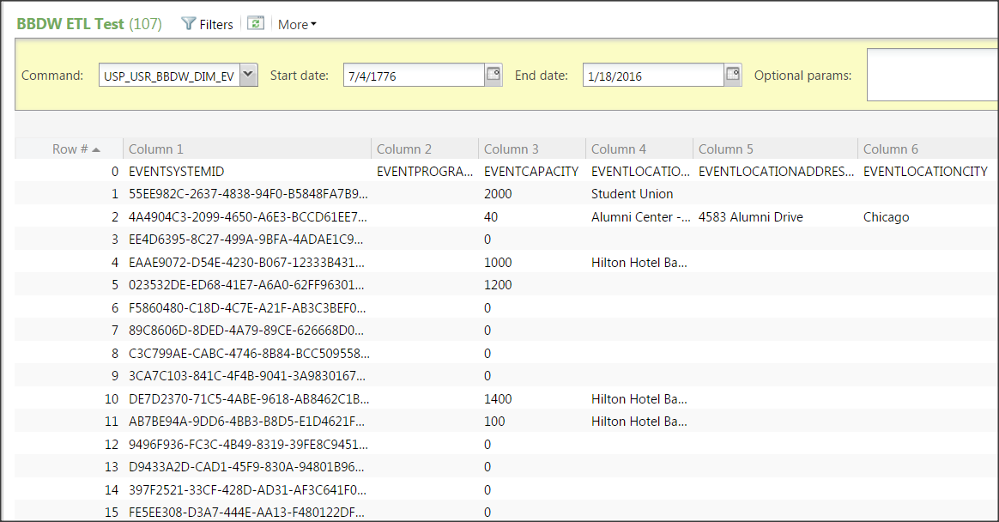 BBDW ETL Test (107) Filters More
Command: USP_USR_BBDW_DIM_EV Start date: 7/4/1776 End date: 1/18/2016 Optional params:
Row # Column 1 Column 2 Column 3 Column 4 Column 5 Column 6
0 EVENTSYSTEMID EVENTPROGRA... EVENTCAPACITY EVENTLOCATIO... EVENTLOCATIONADDRES... EVENTLOCATIONCITY
1 55EE982C-2637-4838-94F0-B5848FA7B9... 2000 Student Union
2 4A4904C3-2099-4650-A6E3-BCCD61EE7... 40 Alumni Center -... 4583 Alumni Drive Chicago
3 EE4D6395-8C27-499A-9BFA-4ADAE1C9... 0
4 EAAE9072-D54E-4230-B067-12333B431... 1000 Hilton Hotel Ba...
5 023532DE-ED68-41E7-A6A0-62FF96301... 1200
6 F5860480-C18D-4C7E-A21F-AB3C3BEF0... 0
7 89C8606D-8DED-4A79-89CE-626668D0... 0
8 C3C799AE-CABC-4746-8B84-BCC509558... 0
9 3CA7C103-841C-4F4B-9041-3A9830167... 0
10 DE7D2370-71C5-4ABE-9618-AB8462C1B... 1400 Hilton Hotel Ba...
11 AB7BE94A-9DD6-4BB3-B8D5-E1D4621F... 100 Hilton Hotel Ba...
12 9496F936-FC3C-4B49-8319-39FE8C9451... 0
13 D9433A2D-CAD1-45F9-830A-94801B96... 0
14 397F2521-33CF-428D-AD31-AF3C641F0... 0
15 FE5EE308-D3A7-444E-AA13-F480122DF... 0